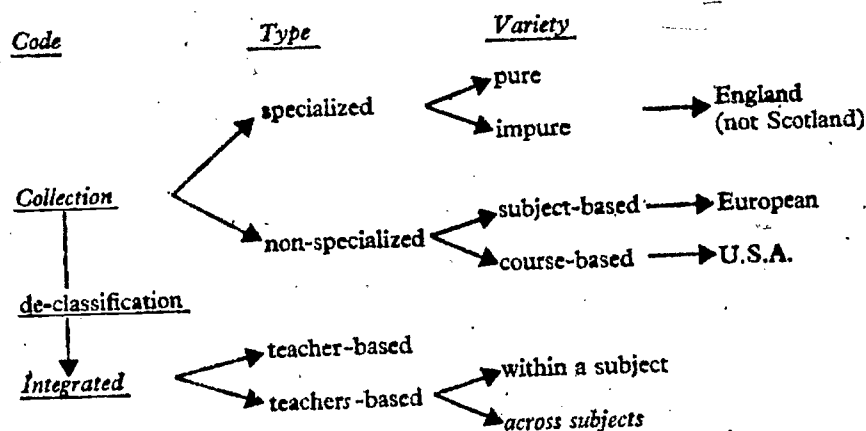 Code
Type
Variety
specialized
pure
impure
England
(not Scotland)
Collection
non-specialized
subject-based
European
course-based
U.S.A.
de-classification
Integrated
teacher-based
teachers-based
within a subject
across subjects